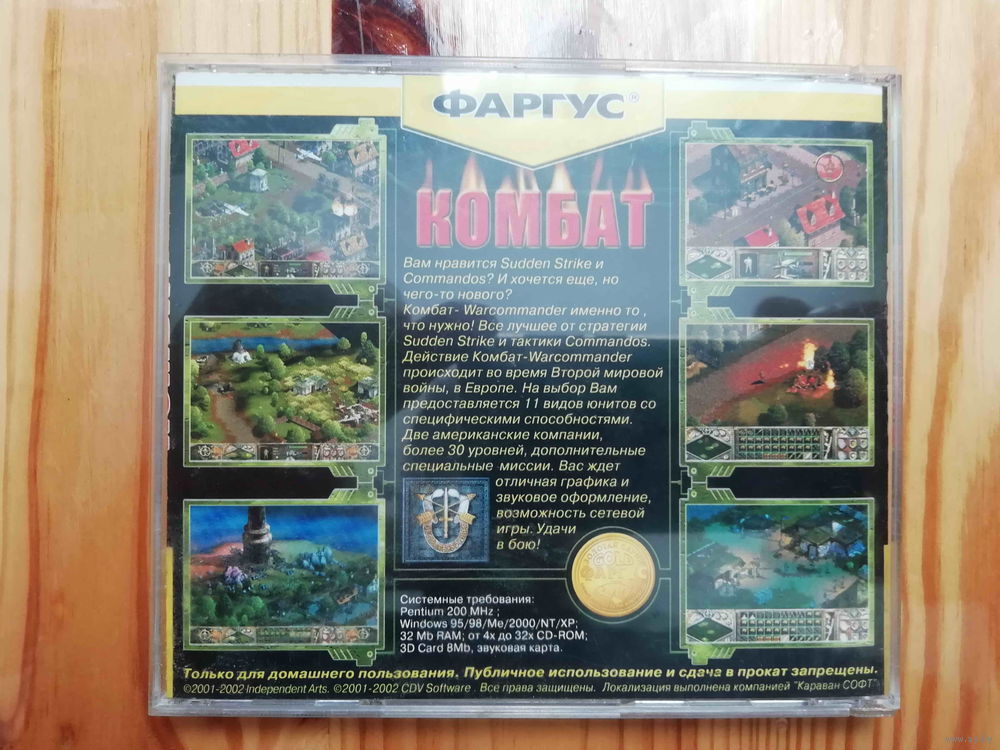 ФАРГУС®
КОМБАТ
Вам нравится Sudden Strike и
Commandos? И хочется еще, но
чего-то нового?
Комбат- Warcommander именно то ,
что нужно! Все лучшее от стратегии
Sudden Strike и тактики Commandos.
Действие Комбат-Warcommander
происходит во время Второй мировой
войны, в Европе. На выбор Вам
предоставляется 11 видов юнитов со
специфическими способностями.
Две американские компании,
более 30 уровней, дополнительные
специальные миссии. Вас ждет
отличная графика и
звуковое оформление,
возможность сетевой
игры. Удачи
в бою!
Системные требования:
Pentium 200 MHz ;
Windows 95/98/Me/2000/NT/XP;
32 Mb RAM; от 4x до 32x CD-ROM;
3D Card 8Mb, звуковая карта.
Только для домашнего пользования. Публичное использование и сдача в прокат запрещены.
©2001-2002 Independent Arts. ©2001-2002 CDV Software . Все права защищены. Локализация выполнена компанией "Караван СОФТ"